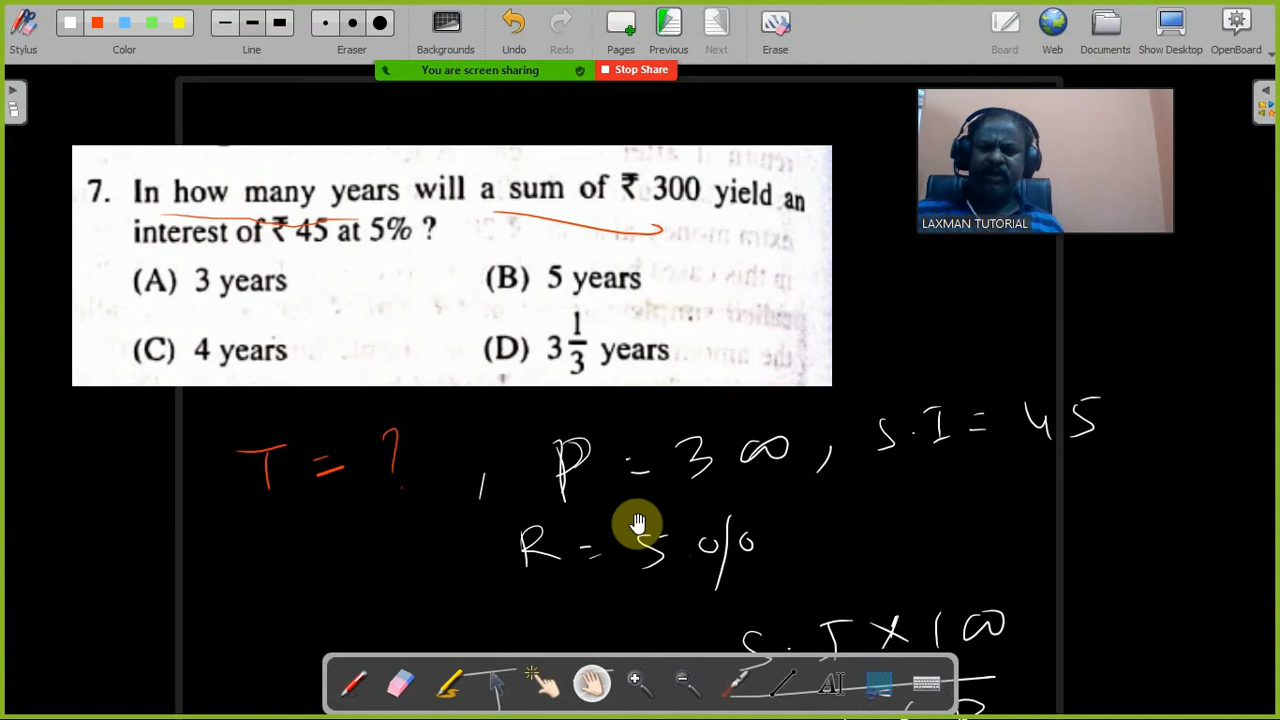 Stylus Color Line Eraser Backgrounds Undo Redo Pages Previous Next Erase Board Web Documents Show Desktop OpenBoard
You are screen sharing Stop Share
LAXMAN TUTORIAL
7. In how many years will a sum of ₹ 300 yield an
interest of ₹ 45 at 5% ?
(A) 3 years (B) 5 years
(C) 4 years (D) 3 1/3 years
T = ? , P = 300, S.I = 45
R = 5 %
S.I × 100